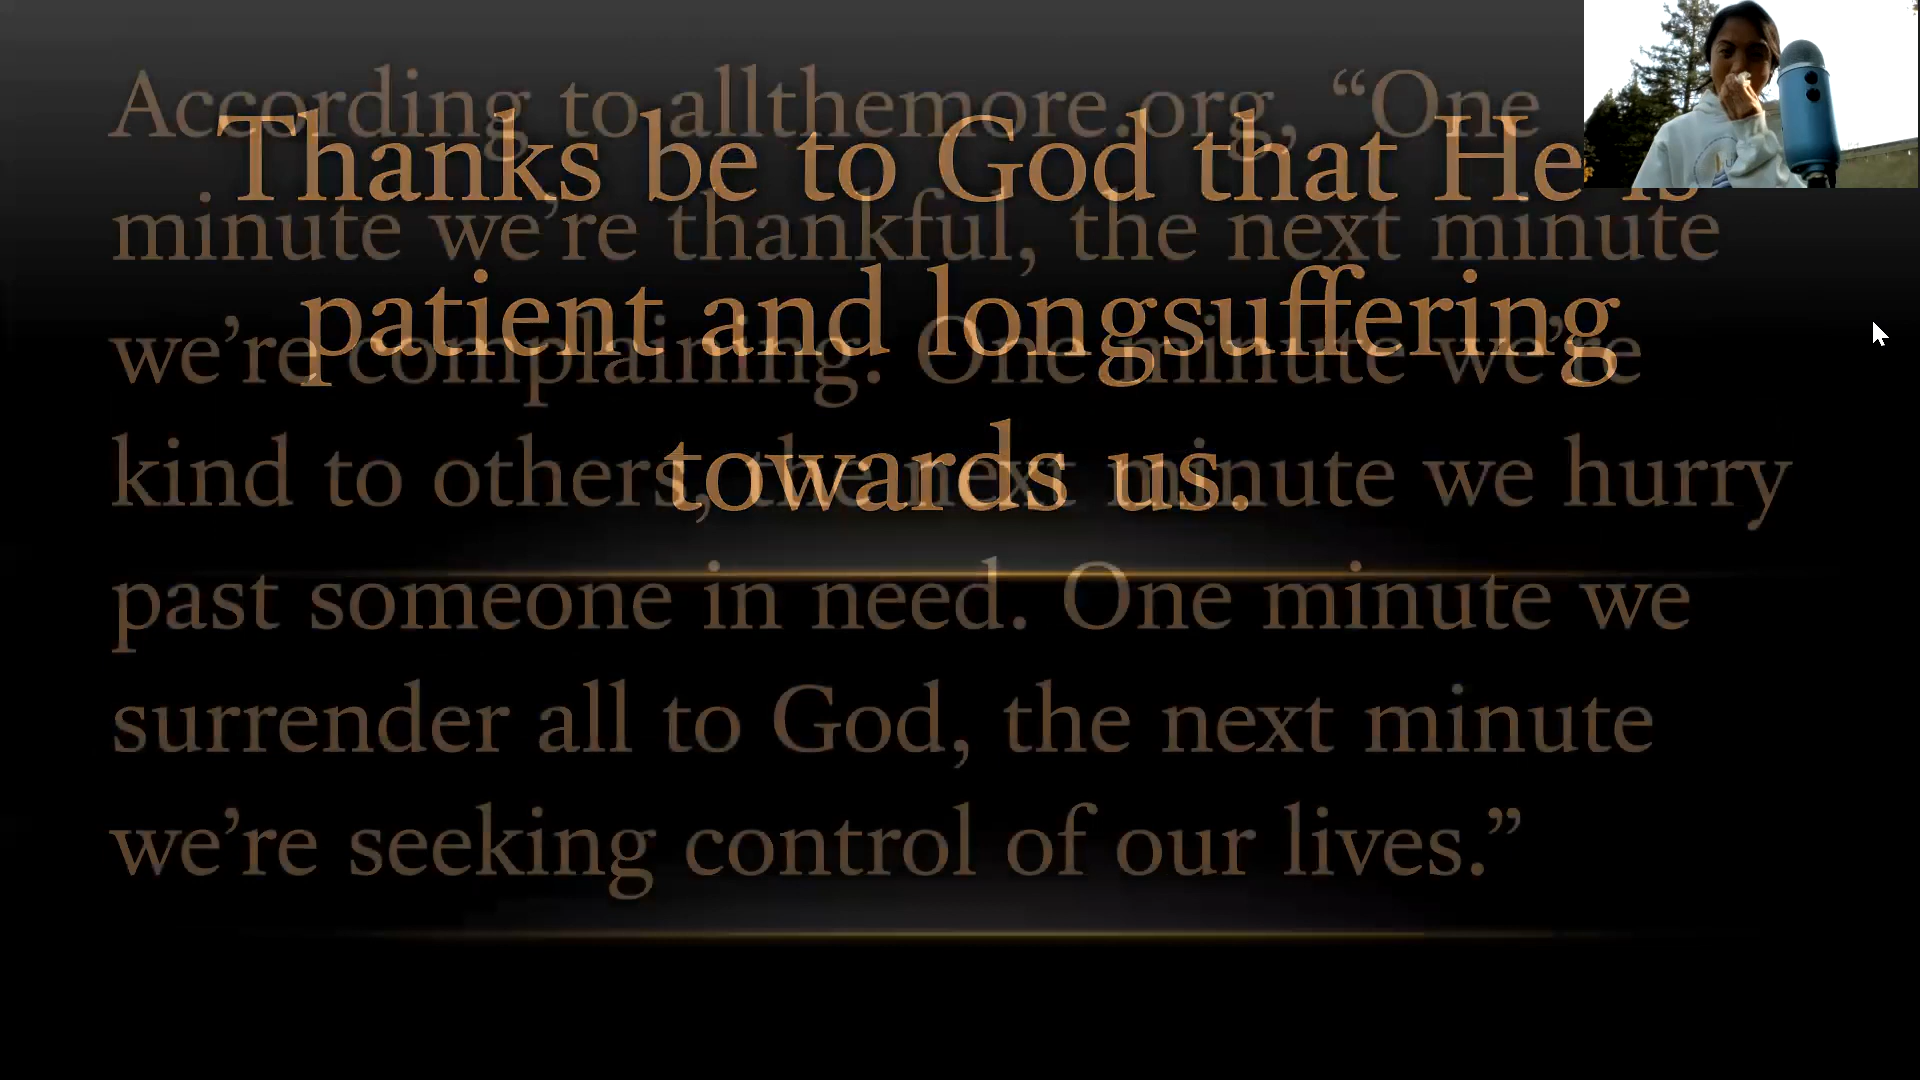 According to allthemore.org, “One
minute we’re thankful, the next minute
we’re complaining. One minute we’re
kind to others, the next minute we hurry
past someone in need. One minute we
surrender all to God, the next minute
we’re seeking control of our lives.”
Thanks be to God that He is
patient and longsuffering
towards us.